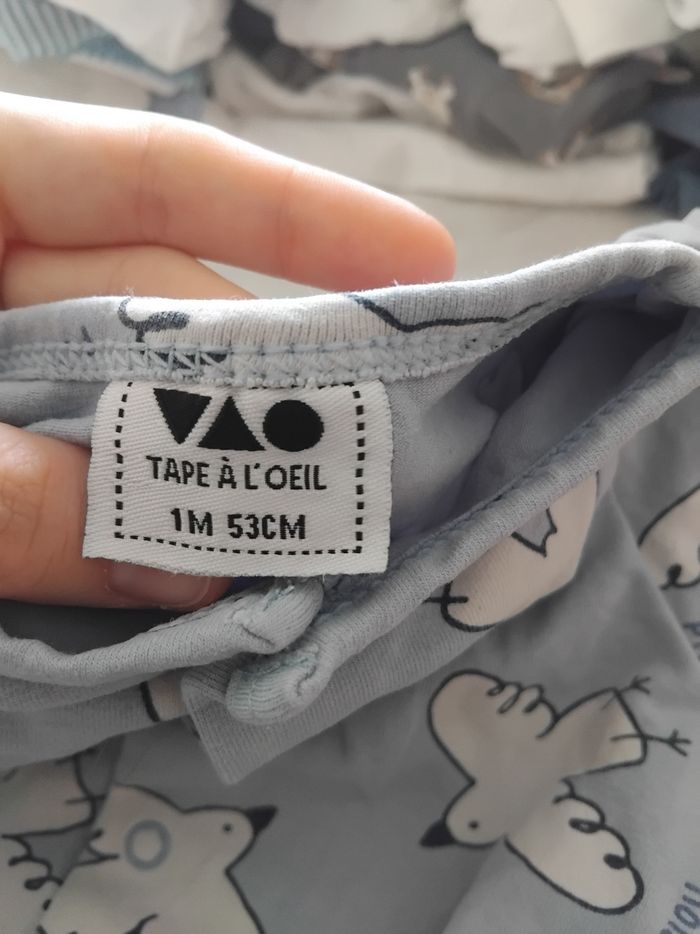 TAPE À L'OEIL
1M 53CM